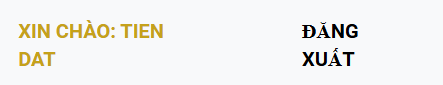 XIN CHÀO: TIEN
DAT
ĐĂNG
XUẤT